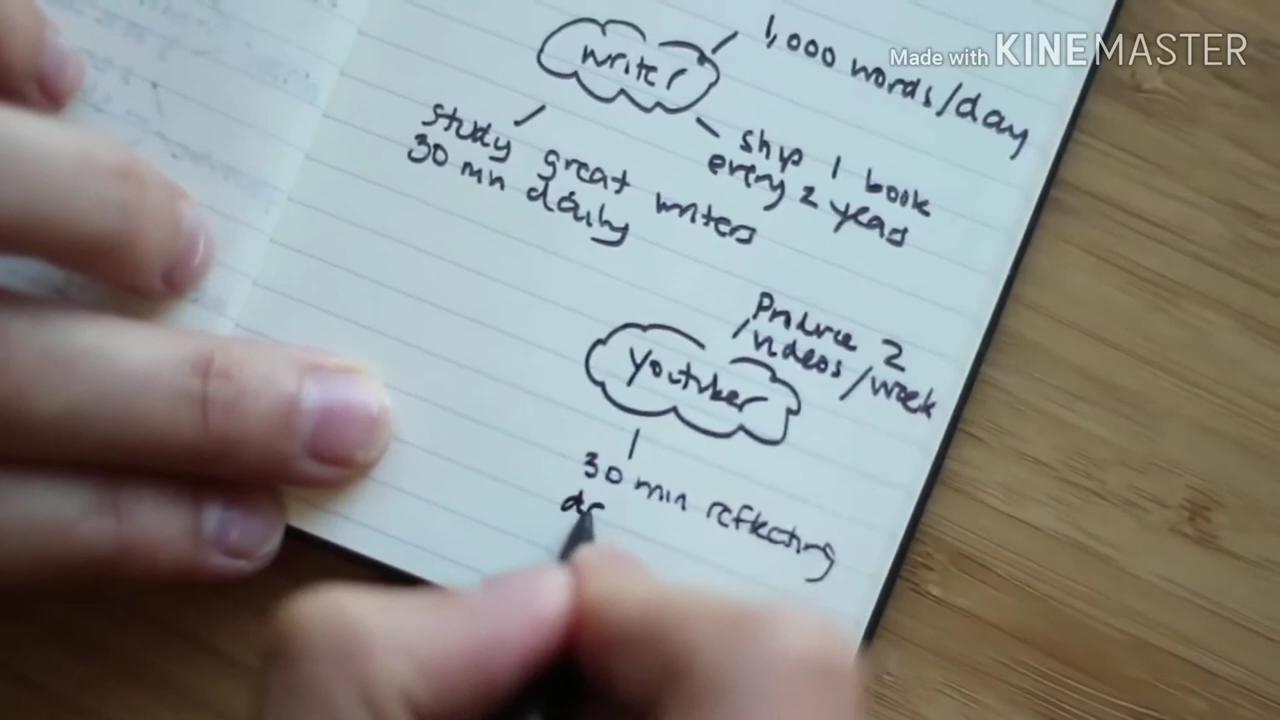 Made with KINEMASTER
writer
1,000 words/day
study great writers
30 min daily
ship 1 book
every 2 years
Produce 2
videos/week
youtuber
30 min reflecting